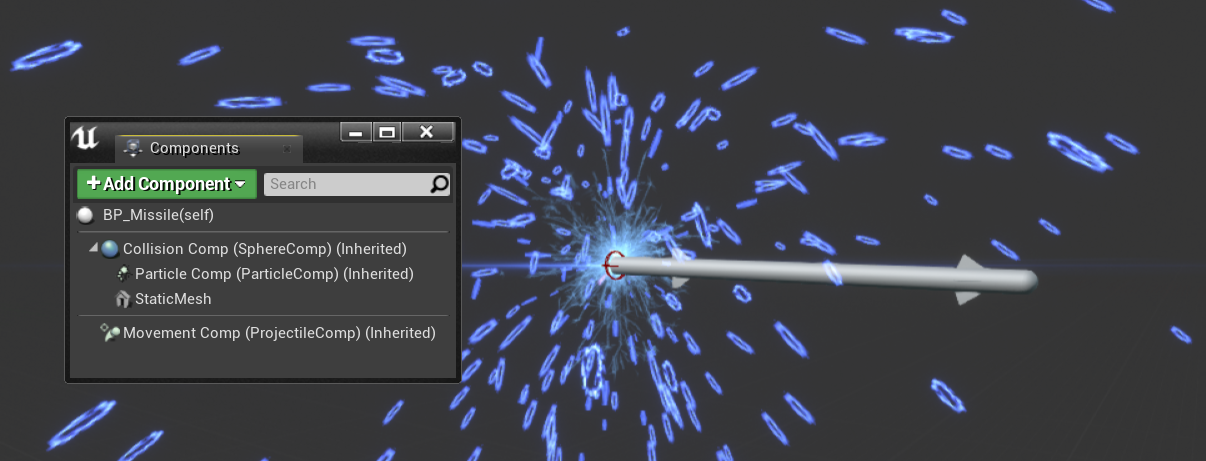 Components
+Add Component
Search
BP_Missile(self)
Collision Comp (SphereComp) (Inherited)
Particle Comp (ParticleComp) (Inherited)
StaticMesh
Movement Comp (ProjectileComp) (Inherited)